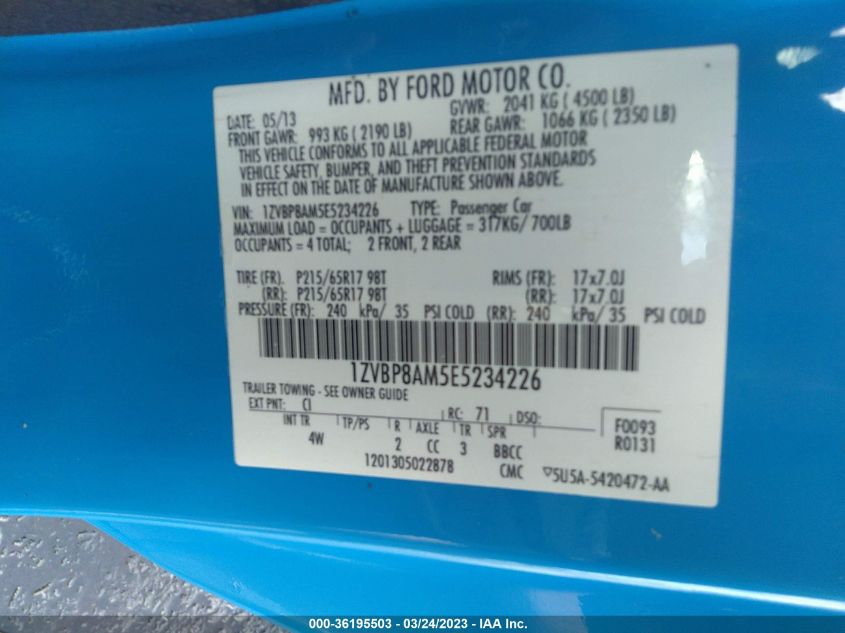 MFD. BY FORD MOTOR CO.
DATE: 05/13 GVWR: 2041 KG ( 4500 LB)
FRONT GAWR: 993 KG ( 2190 LB) REAR GAWR: 1066 KG ( 2350 LB)
THIS VEHICLE CONFORMS TO ALL APPLICABLE FEDERAL MOTOR
VEHICLE SAFETY, BUMPER, AND THEFT PREVENTION STANDARDS
IN EFFECT ON THE DATE OF MANUFACTURE SHOWN ABOVE.
VIN: 1ZVBP8AM5E5234226 TYPE: Passenger Car
MAXIMUM LOAD = OCCUPANTS + LUGGAGE = 317KG/ 700LB
OCCUPANTS = 4 TOTAL; 2 FRONT, 2 REAR
TIRE (FR): P215/65R17 98T RIMS (FR): 17x7.0J
(RR): P215/65R17 98T (RR): 17x7.0J
PRESSURE (FR): 240 kPa/ 35 PSI COLD (RR): 240 kPa/ 35 PSI COLD
1ZVBP8AM5E5234226
TRAILER TOWING - SEE OWNER GUIDE
EXT PNT: CI RC: 71 DSO: F0093
INT TR TP/PS R AXLE TR SPR R0131
4W 2 CC 3 BBCC
1201305022878 CMC ▽5U5A-5420472-AA
000-36195503 - 03/24/2023 - IAA Inc.